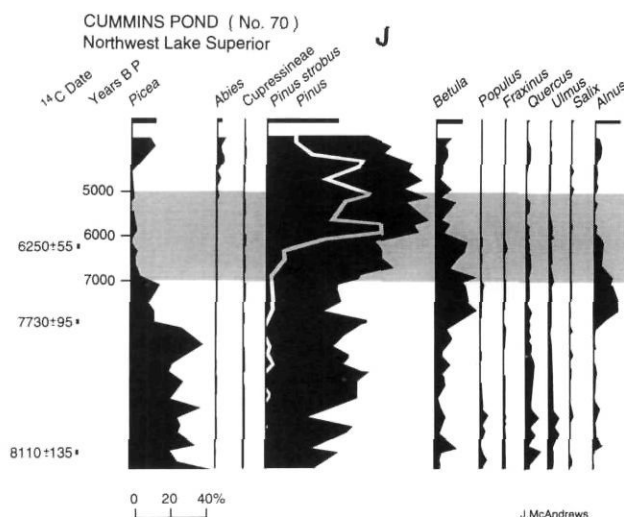 CUMMINS POND ( No. 70 )
Northwest Lake Superior
J
14C Date
Years B P
Picea
Abies
Cupressineae
Pinus strobus
Pinus
Betula
Populus
Fraxinus
Quercus
Ulmus
Salix
Alnus
5000
6000
6250±55
7000
7730±95
8110±135
0 20 40%
J McAndrews